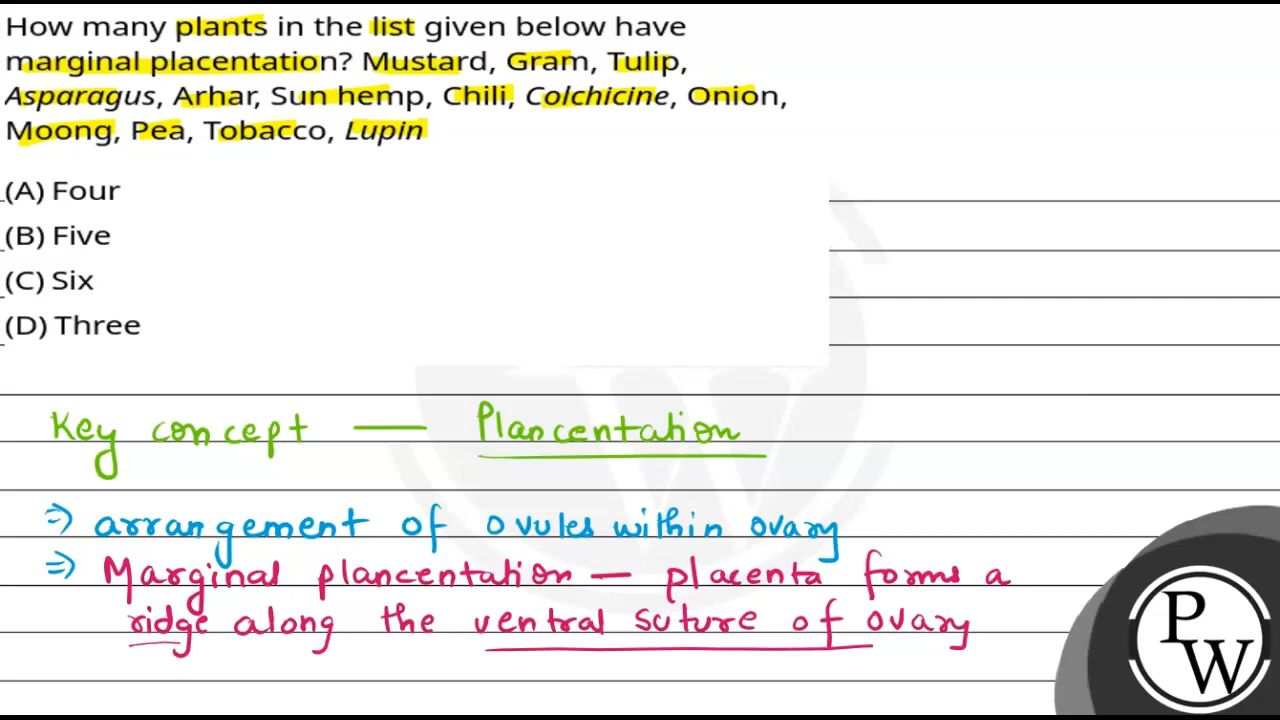 How many plants in the list given below have
marginal placentation? Mustard, Gram, Tulip,
Asparagus, Arhar, Sun hemp, Chili, Colchicine, Onion,
Moong, Pea, Tobacco, Lupin
(A) Four
(B) Five
(C) Six
(D) Three
Key concept — Plancentation
⇒ arrangement of ovules within ovary
⇒ Marginal plancentation — placenta forms a
ridge along the ventral suture of ovary
PW